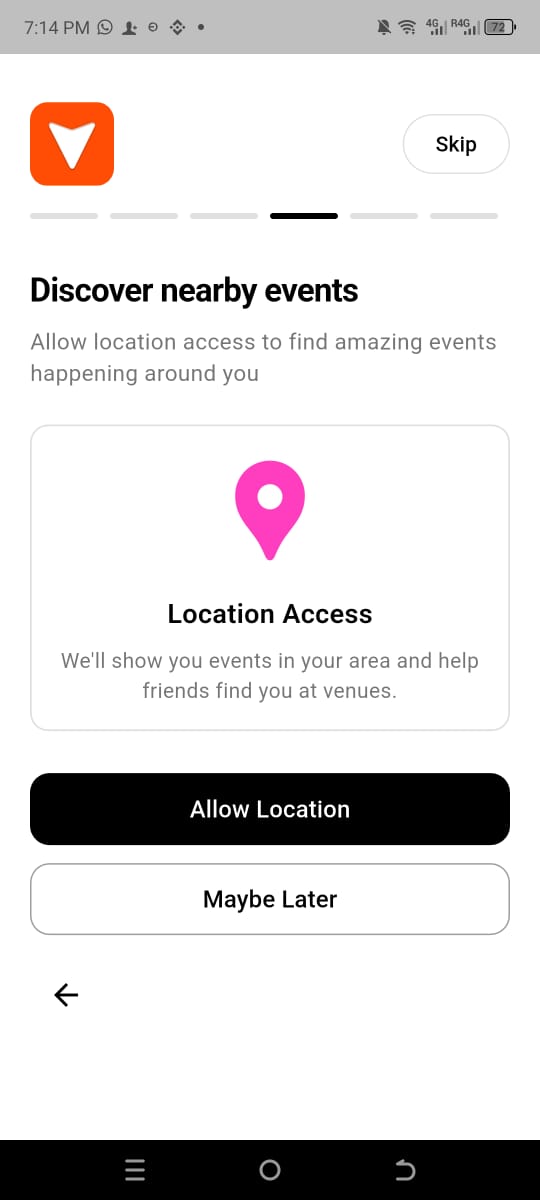 7:14 PM
4G R4G 72
Skip
Discover nearby events
Allow location access to find amazing events
happening around you
Location Access
We'll show you events in your area and help
friends find you at venues.
Allow Location
Maybe Later